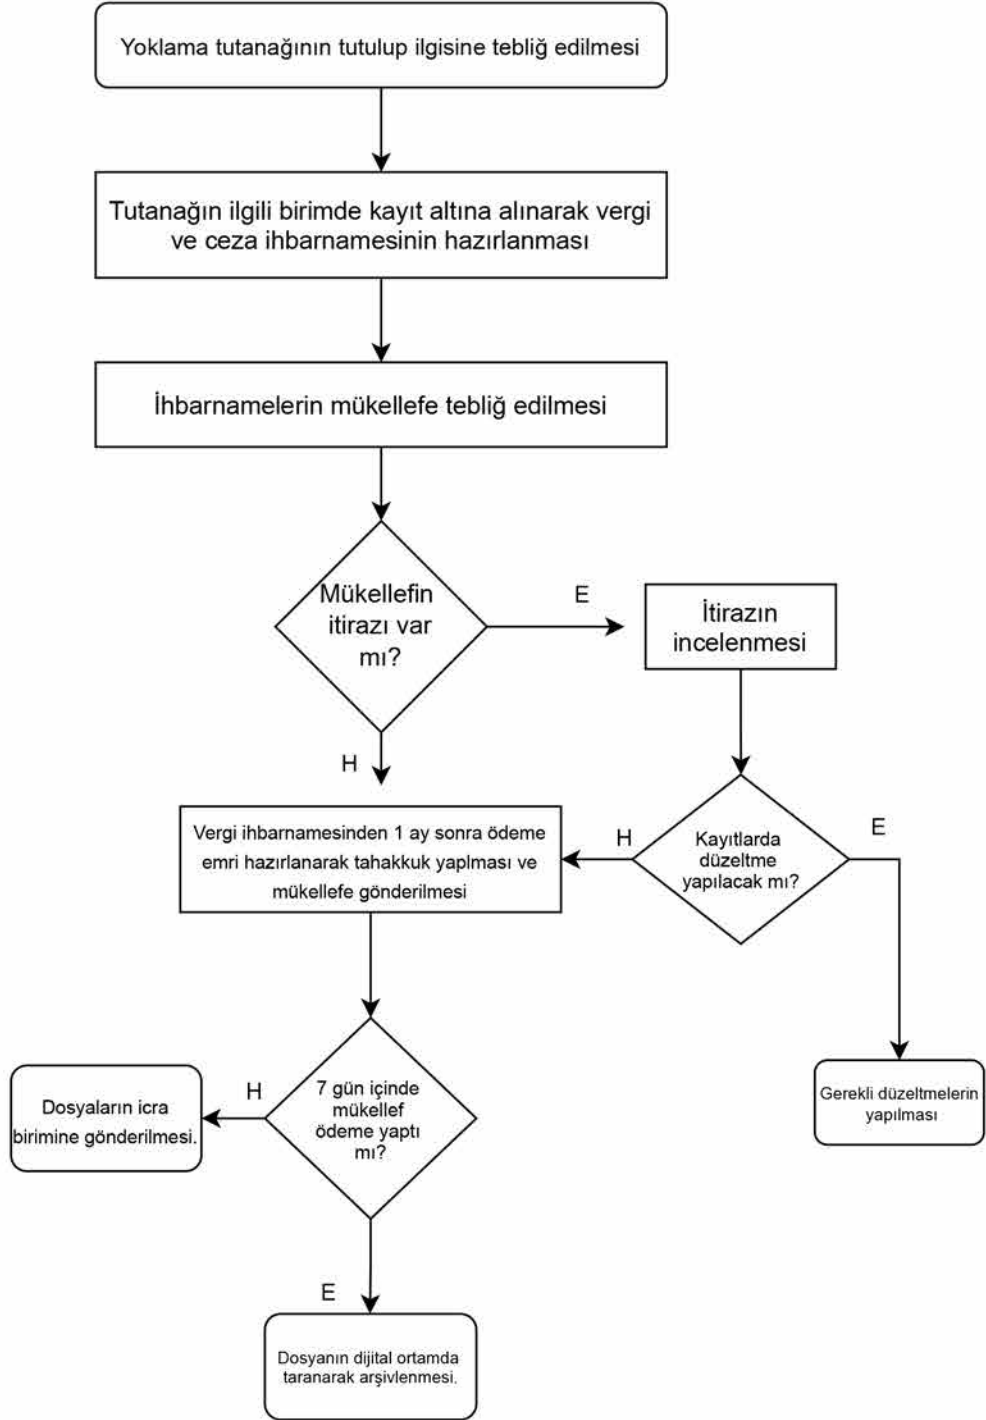 Yoklama tutanağının tutulup ilgisine tebliğ edilmesi
Tutanağın ilgili birimde kayıt altına alınarak vergi
ve ceza ihbarnamesinin hazırlanması
İhbarnamelerin mükellefe tebliğ edilmesi
Mükellefin
itirazı var
mı?
E
İtirazın
incelenmesi
H
Vergi ihbarnamesinden 1 ay sonra ödeme
emri hazırlanarak tahakkuk yaplması ve
mükellefe gönderilmesi
H
Kayıtlarda
düzeltme
yapılacak mı?
E
Gerekli düzeltmelerin
yapılması
7 gün içinde
mükellef
ödeme yaptı
mı?
H
Dosyaların icra
birimine gönderilmesi.
E
Dosyanın dijital ortamda
taranarak arşivlenmesi.